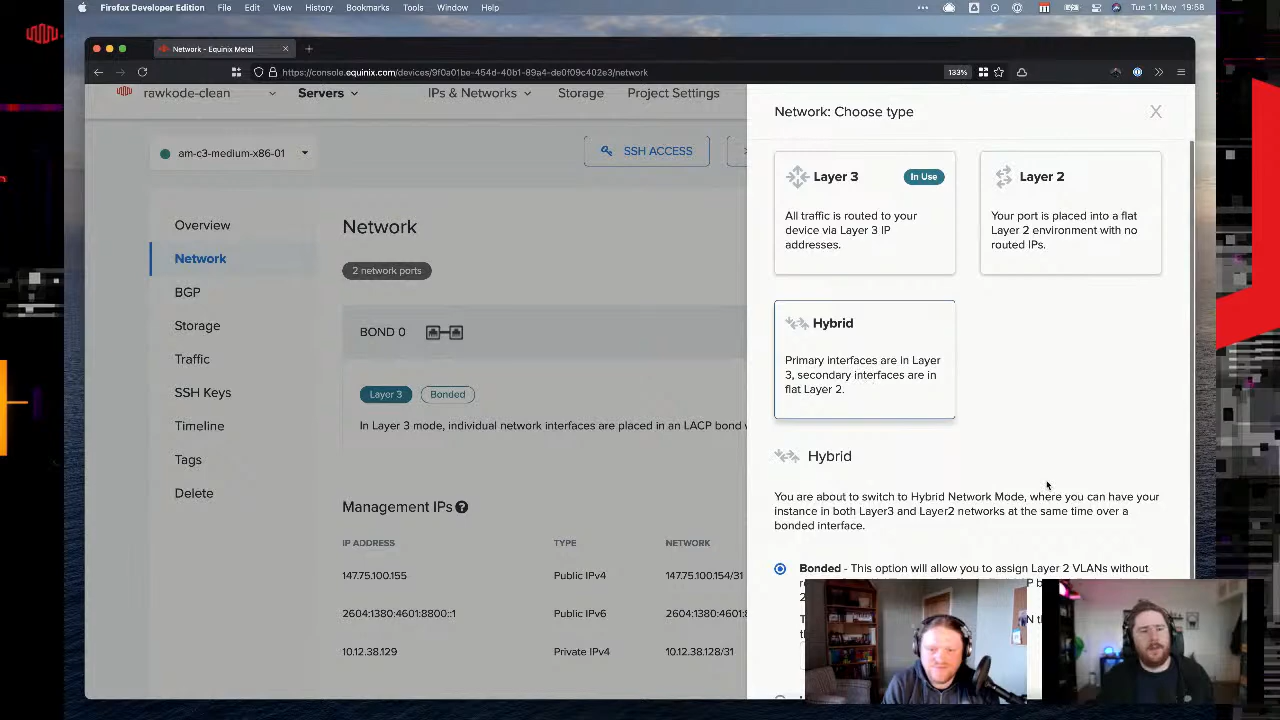 Firefox Developer Edition File Edit View History Bookmarks Tools Window Help
Tue 11 May 19:58
Network - Equinix Metal
https://console.equinix.com/devices/9f0a01be-454d-40b1-89a4-de0f09c402e3/network
133%
rawkode-clean Servers IPs & Networks Storage Project Settings
am-c3-medium-x86-01
SSH ACCESS
Overview
Network
BGP
Storage
Traffic
SSH Keys
Timeline
Tags
Delete
Network
2 network ports
BOND 0
Layer 3 Bonded
In Layer 3 mode, individual network interfaces are placed in an LACP bond
Management IPs
IP ADDRESS TYPE NETWORK
147.75.100.155 Public IPv4 147.75.100.154/31
2604:1380:4601:8800::1 Public IPv6 2604:1380:4601:8
10.12.38.129 Private IPv4 10.12.38.128/31
Network: Choose type
X
Layer 3
In Use
All traffic is routed to your
device via Layer 3 IP
addresses.
Layer 2
Your port is placed into a flat
Layer 2 environment with
no
routed IPs.
Hybrid
Primary interfaces are in Layer
3, secondary interfaces are in
flat Layer 2.
Hybrid
You are about to switch to Hybrid Network Mode, where you can have your
instance in both Layer3 and Layer2 networks at the same time over a
bonded interface.
Bonded - This option will allow you to assign Layer 2 VLANs without